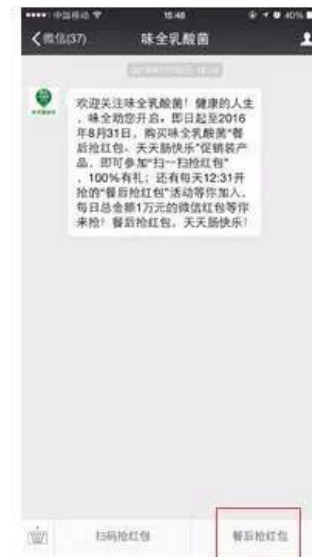 中国移动 15:48 40%
微信(37) 味全乳酸菌
欢迎关注味全乳酸菌！健康的人生
，味全助您开启。即日起至2016
年8月31日，购买味全乳酸菌“餐
后抢红包、天天肠快乐”促销装产
品，即可参加“扫一扫抢红包”
，100%有礼；还有每天12:31开
抢的“餐后抢红包”活动等你加入，
每日总金额1万元的微信红包等你
来抢！餐后抢红包，天天肠快乐！
扫码抢红包 餐后抢红包